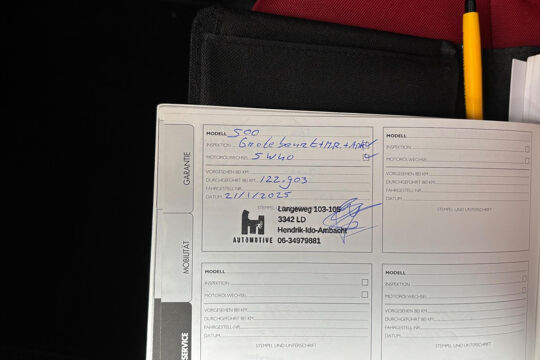 MODELL 500
INSPEKTION Grote beurt + M.R. + APK
MOTORÖLWECHSEL 5W40
VORGESEHEN BEI KM
DURCHGEFÜHRT BEI KM 122.903
FAHRGESTELL-NR.
DATUM 21/1/2025
STEMPEL
Langeweg 103-105
3342 LD
Hendrik-Ido-Ambacht
06-34979881
AUTOMOTIVE
MODELL
INSPEKTION
MOTORÖLWECHSEL
VORGESEHEN BEI KM
DURCHGEFÜHRT BEI KM
FAHRGESTELL-NR.
DATUM
STEMPEL UND UNTERSCHRIFT
MODELL
INSPEKTION
MOTORÖLWECHSEL
VORGESEHEN BEI KM
DURCHGEFÜHRT BEI KM
FAHRGESTELL-NR.
DATUM
STEMPEL UND UNTERSCHRIFT
MODELL
INSPEKTION
MOTORÖLWECHSEL
VORGESEHEN BEI KM
DURCHGEFÜHRT BEI KM
FAHRGESTELL-NR.
DATUM
STEMPEL UND UNTERSCHRIFT
GARANTIE
MOBILITÄT
SERVICE